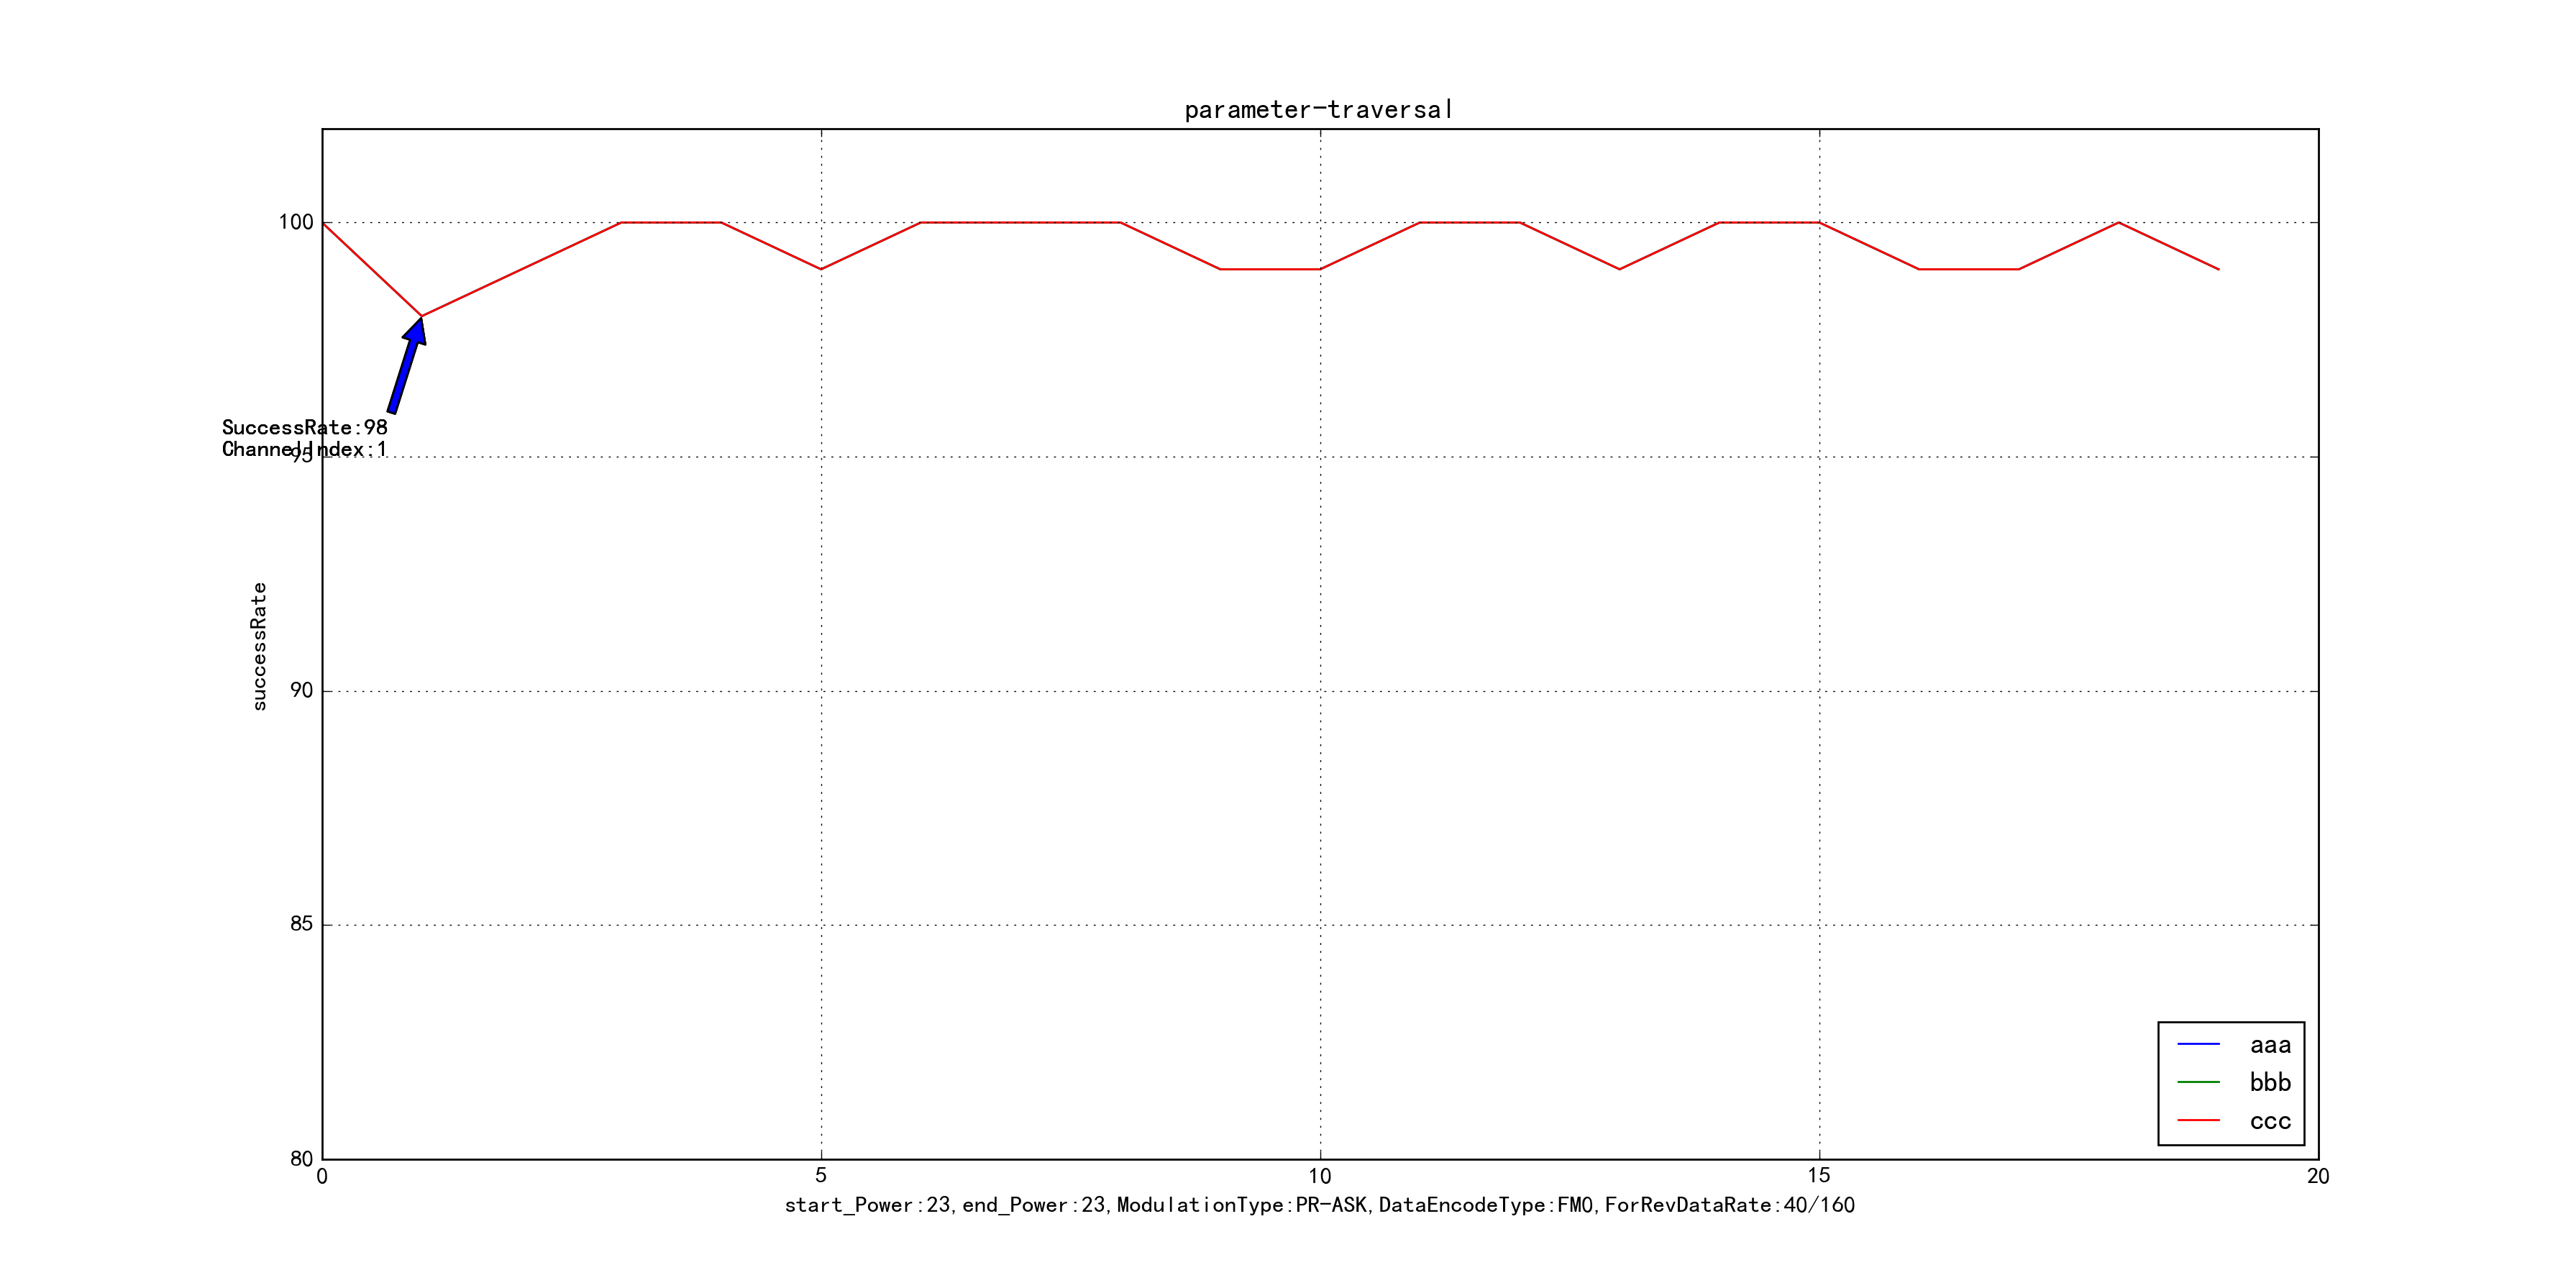 parameter-traversal
100
SuccessRate:98
ChannelIndex:1
95
successRate
90
85
80
aaa
bbb
ccc
0 5 10 15 20
start_Power:23,end_Power:23,ModulationType:PR-ASK,DataEncodeType:FM0,ForRevDataRate:40/160